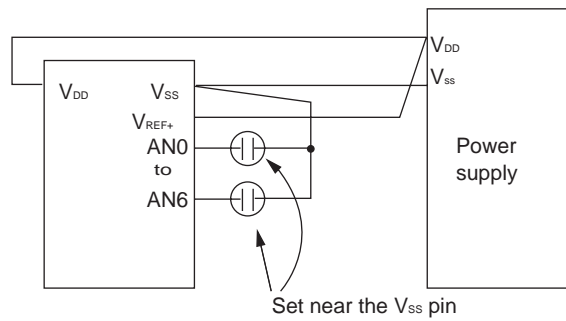 VDD
VSS
VREF+
AN0
to
AN6
VDD
Vss
Power
supply
Set near the VSS pin